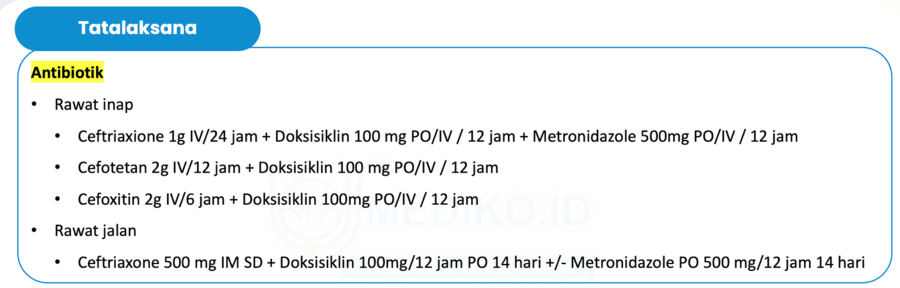 Tatalaksana
Antibiotik
• Rawat inap
• Ceftriaxione 1g IV/24 jam + Doksisiklin 100 mg PO/IV / 12 jam + Metronidazole 500mg PO/IV / 12 jam
• Cefotetan 2g IV/12 jam + Doksisiklin 100 mg PO/IV / 12 jam
• Cefoxitin 2g IV/6 jam + Doksisiklin 100mg PO/IV / 12 jam
MEDIKO.ID
• Rawat jalan
• Ceftriaxone 500 mg IM SD + Doksisiklin 100mg/12 jam PO 14 hari +/- Metronidazole PO 500 mg/12 jam 14 hari